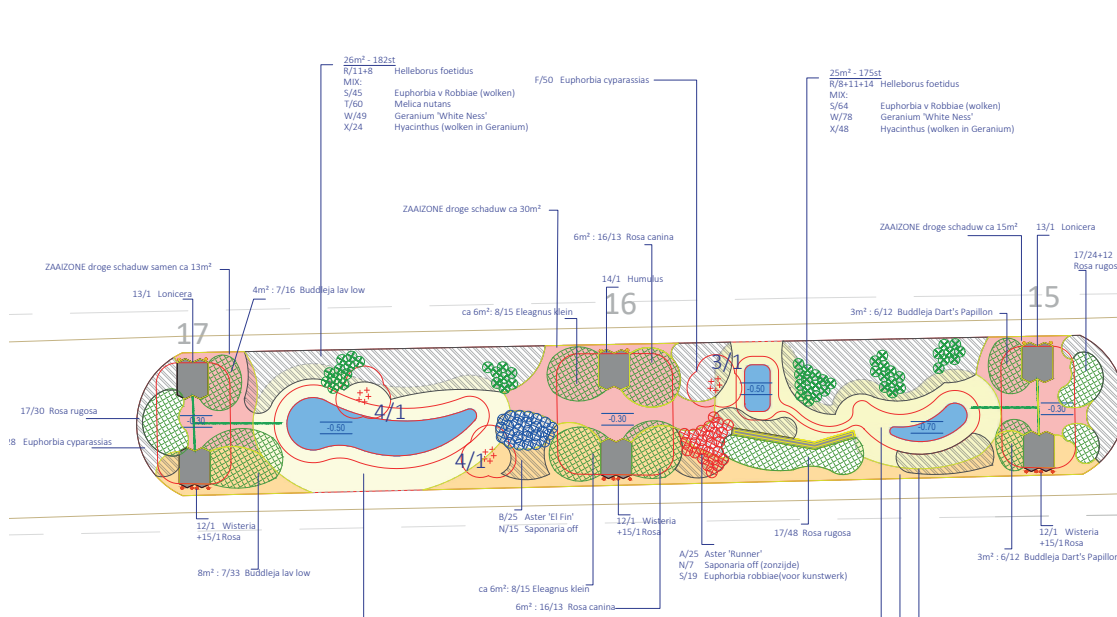 26m² - 182st
R/11+8 Helleborus foetidus
MIX:
S/45 Euphorbia v Robbiae (wolken)
T/60 Melica nutans
W/49 Geranium 'White Ness'
X/24 Hyacinthus (wolken in Geranium)
F/50 Euphorbia cyparassias
25m² - 175st
R/8+11+14 Helleborus foetidus
MIX:
S/64 Euphorbia v Robbiae (wolken)
W/78 Geranium 'White Ness'
X/48 Hyacinthus (wolken in Geranium)
ZAAIZONE droge schaduw ca 30m²
ZAAIZONE droge schaduw ca 15m²
13/1 Lonicera
6m² : 16/13 Rosa canina
17/24+12
Rosa rugos
ZAAIZONE droge schaduw samen ca 13m²
14/1 Humulus
13/1 Lonicera
4m² : 7/16 Buddleja lav low
16
15
ca 6m²: 8/15 Eleagnus klein
3m² : 6/12 Buddleja Dart's Papillon
17
3/1
-0.50
4/1
17/30 Rosa rugosa
-0.30
-0.50
-0.30
-0.70
-0.30
28 Euphorbia cyparassias
4/1
B/25 Aster 'El Fin'
N/15 Saponaria off
12/1 Wisteria
+15/1 Rosa
12/1 Wisteria
+15/1 Rosa
17/48 Rosa rugosa
12/1 Wisteria
+15/1 Rosa
A/25 Aster 'Runner'
N/7 Saponaria off (zonzijde)
S/19 Euphorbia robbiae(voor kunstwerk)
3m² : 6/12 Buddleja Dart's Papillon
8m² : 7/33 Buddleja lav low
ca 6m²: 8/15 Eleagnus klein
6m² : 16/13 Rosa canina